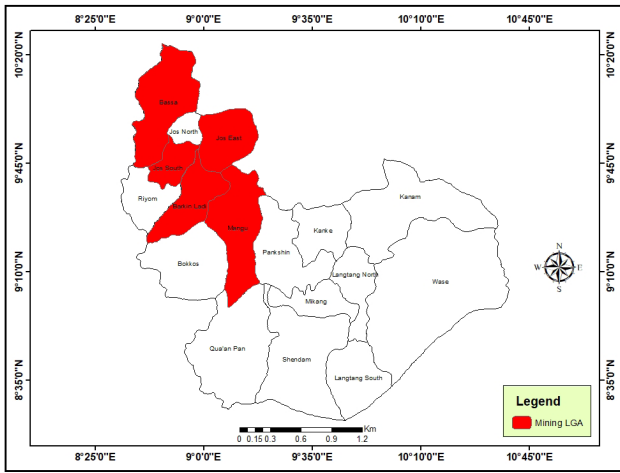 8°25'0"E 9°0'0"E 9°35'0"E 10°10'0"E 10°45'0"E
10°20'0"N
10°20'0"N
Bassa
Jos North
Jos East
9°45'0"N
9°45'0"N
Jos South
Kanam
Riyom
Barkin Ladi
Mangu
Kanke
N
Parkshin
W E
S
Bokkos
Langtang North
9°10'0"N
9°10'0"N
Wase
Mikang
Qua'an Pan
Shendam
Langtang South
8°35'0"N
8°35'0"N
Legend
Mining LGA
Km
0 0.15 0.3 0.6 0.9 1.2
8°25'0"E 9°0'0"E 9°35'0"E 10°10'0"E 10°45'0"E